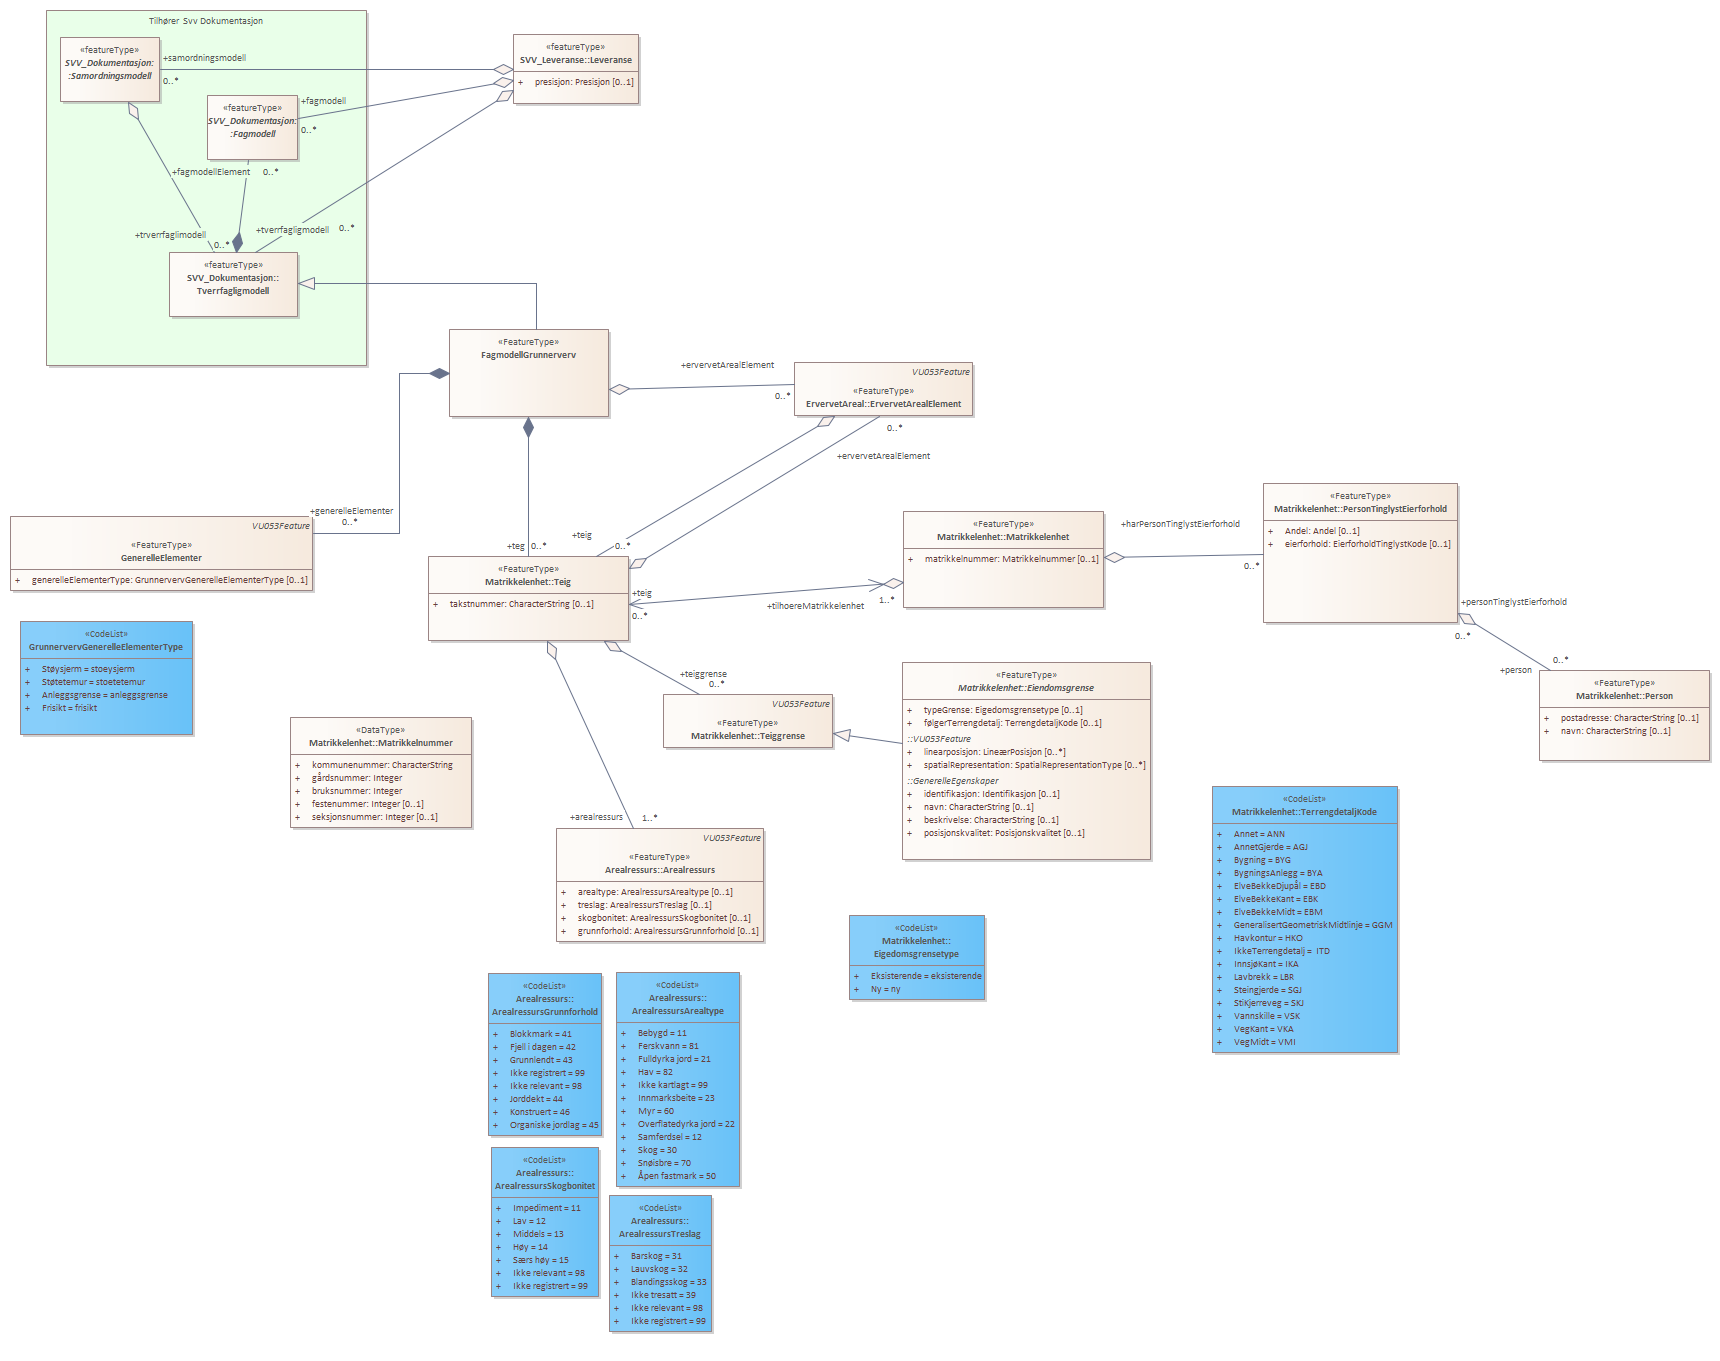 Tilhører Svv Dokumentasjon
«featureType»
SVV_Dokumentasjon:
:Samordningsmodell
+samordningsmodell
0..*
«featureType»
SVV_Leveranse::Leveranse
+ presisjon: Presisjon [0..1]
«featureType»
SVV_Dokumentasjon:
:Fagmodell
+fagmodell
0..*
+fagmodellElement
0..*
+trverrfaglimodell
0..*
+tverrfagligmodell
0..*
«featureType»
SVV_Dokumentasjon::
Tverrfagligmodell
«FeatureType»
FagmodellGrunnerverv
+ervervetArealElement
0..*
VU053Feature
«FeatureType»
ErvervetAreal::ErvervetArealElement
0..*
+ervervetArealElement
+generelleElementer
0..*
VU053Feature
«FeatureType»
GenerelleElementer
+ generelleElementerType: GrunnervervGenerelleElementerType [0..1]
+teg 0..*
+teig
0..*
«FeatureType»
Matrikkelenhet::Teig
+ takstnummer: CharacterString [0..1]
+teig
0..*
+tilhoereMatrikkelenhet
1..*
«FeatureType»
Matrikkelenhet::Matrikkelenhet
+ matrikkelnummer: Matrikkelnummer [0..1]
+harPersonTinglystEierforhold
0..*
«FeatureType»
Matrikkelenhet::PersonTinglystEierforhold
+ Andel: Andel [0..1]
+ eierforhold: EierforholdTinglystKode [0..1]
+personTinglystEierforhold
0..*
0..*
+person
«FeatureType»
Matrikkelenhet::Person
+ postadresse: CharacterString [0..1]
+ navn: CharacterString [0..1]
«CodeList»
GrunnervervGenerelleElementerType
+ Støysjerm = stoeysjerm
+ Støtetemur = stoetetemur
+ Anleggsgrense = anleggsgrense
+ Frisikt = frisikt
«DataType»
Matrikkelenhet::Matrikkelnummer
+ kommunenummer: CharacterString
+ gårdsnummer: Integer
+ bruksnummer: Integer
+ festenummer: Integer [0..1]
+ seksjonsnummer: Integer [0..1]
+teiggrense
0..*
VU053Feature
«FeatureType»
Matrikkelenhet::Teiggrense
«FeatureType»
Matrikkelenhet::Eiendomsgrense
+ typeGrense: Eigedomsgrensetype [0..1]
+ følgerTerrengdetalj: TerrengdetaljKode [0..1]
::VU053Feature
+ linearposisjon: LineærPosisjon [0..*]
+ spatialRepresentation: SpatialRepresentationType [0..*]
::GenerelleEgenskaper
+ identifikasjon: Identifikasjon [0..1]
+ navn: CharacterString [0..1]
+ beskrivelse: CharacterString [0..1]
+ posisjonskvalitet: Posisjonskvalitet [0..1]
+arealressurs
1..*
VU053Feature
«FeatureType»
Arealressurs::Arealressurs
+ arealtype: ArealressursArealtype [0..1]
+ treslag: ArealressursTreslag [0..1]
+ skogbonitet: ArealressursSkogbonitet [0..1]
+ grunnforhold: ArealressursGrunnforhold [0..1]
«CodeList»
Matrikkelenhet::TerrengdetaljKode
+ Annet = ANN
+ AnnetGjerde = AGJ
+ Bygning = BYG
+ BygningsAnlegg = BYA
+ ElveBekkeDjupål = EBD
+ ElveBekkeKant = EBK
+ ElveBekkeMidt = EBM
+ GeneralisertGeometriskMidtlinje = GGM
+ Havkontur = HKO
+ IkkeTerrengdetalj = ITD
+ InnsjøKant = IKA
+ Lavbrekk = LBR
+ Steingjerde = SGJ
+ StiKjerreveg = SKJ
+ Vannskille = VSK
+ VegKant = VKA
+ VegMidt = VMI
«CodeList»
Matrikkelenhet::
Eigedomsgrensetype
+ Eksisterende = eksisterende
+ Ny = ny
«CodeList»
Arealressurs::
ArealressursGrunnforhold
+ Blokkmark = 41
+ Fjell i dagen = 42
+ Grunnlendt = 43
+ Ikke registrert = 99
+ Ikke relevant = 98
+ Jorddekt = 44
+ Konstruert = 46
+ Organiske jordlag = 45
«CodeList»
Arealressurs::
ArealressursArealtype
+ Bebygd = 11
+ Ferskvann = 81
+ Fulldyrka jord = 21
+ Hav = 82
+ Ikke kartlagt = 99
+ Innmarksbeite = 23
+ Myr = 60
+ Overflatedyrka jord = 22
+ Samferdsel = 12
+ Skog = 30
+ Snøisbre = 70
+ Åpen fastmark = 50
«CodeList»
Arealressurs::
ArealressursSkogbonitet
+ Impediment = 11
+ Lav = 12
+ Middels = 13
+ Høy = 14
+ Særs høy = 15
+ Ikke relevant = 98
+ Ikke registrert = 99
«CodeList»
Arealressurs::
ArealressursTreslag
+ Barskog = 31
+ Lauvskog = 32
+ Blandingsskog = 33
+ Ikke tresatt = 39
+ Ikke relevant = 98
+ Ikke registrert = 99